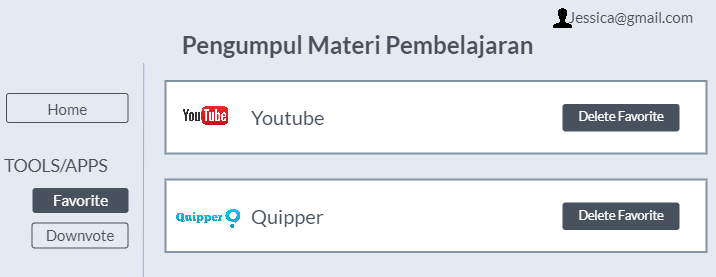 Jessica@gmail.com
Pengumpul Materi Pembelajaran
Home
TOOLS/APPS
Favorite
Downvote
YouTube
Youtube
Delete Favorite
Quipper
Quipper
Delete Favorite